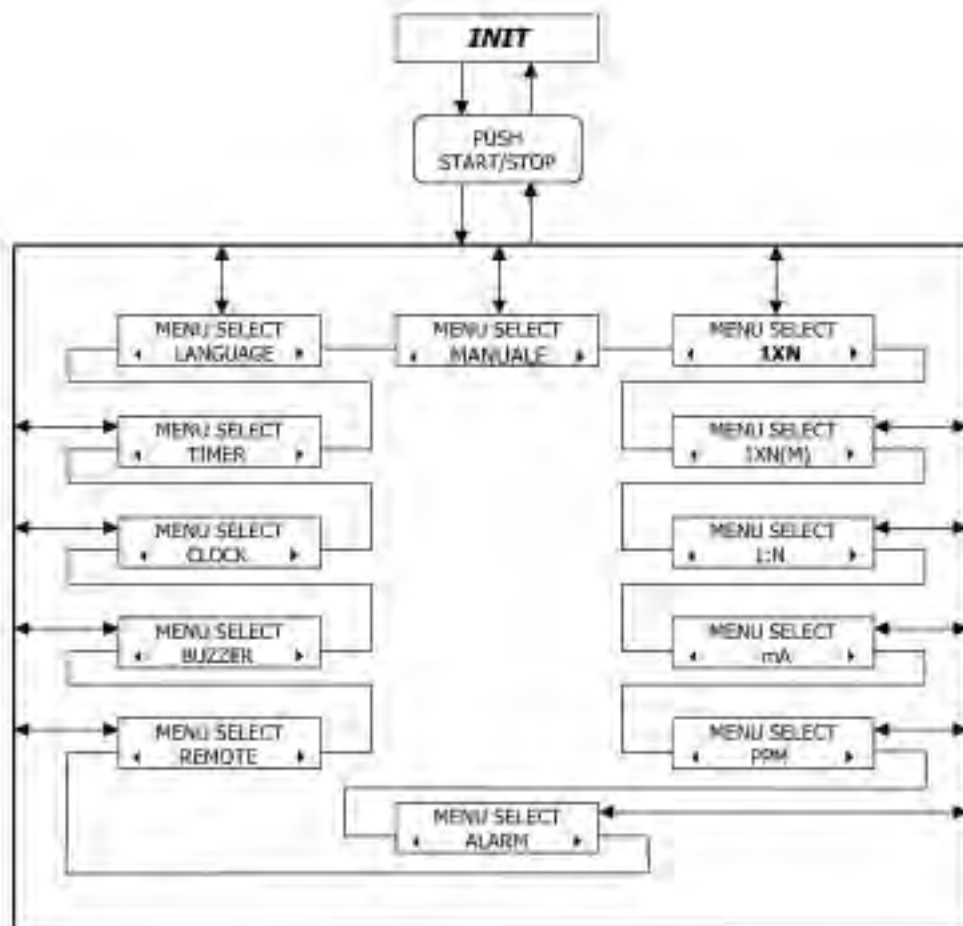 INIT
PUSH
START/STOP
MENU SELECT
LANGUAGE
MENU SELECT
MANUALE
MENU SELECT
1XN
MENU SELECT
TIMER
MENU SELECT
1XN(M)
MENU SELECT
CLOCK
MENU SELECT
1:N
MENU SELECT
BUZZER
MENU SELECT
mA
MENU SELECT
REMOTE
MENU SELECT
PPM
MENU SELECT
ALARM